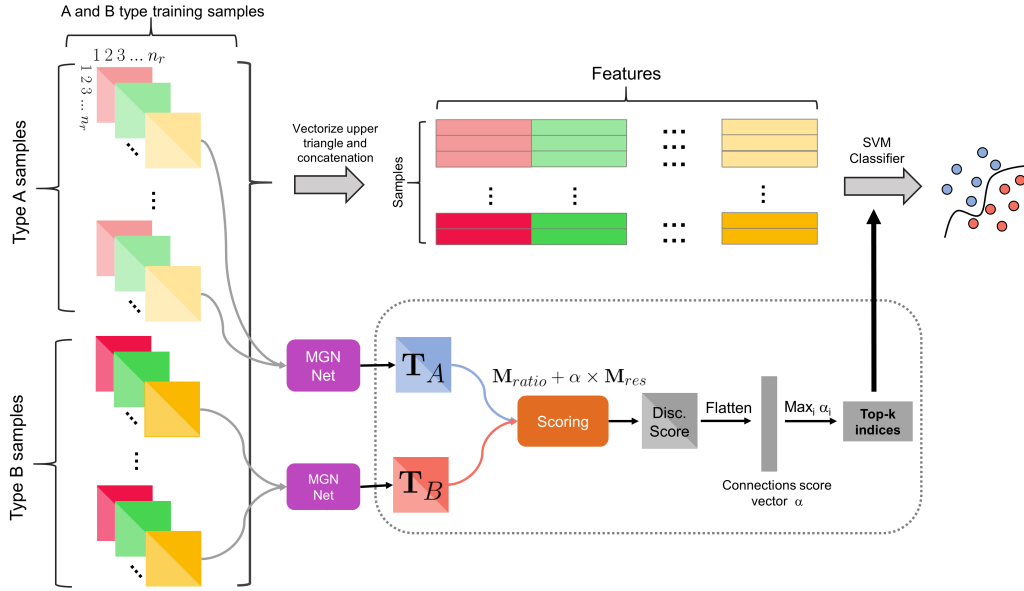 A and B type training samples
1 2 3 ... n_r
1 2 3 ... n_r
Type A samples
Type B samples
Vectorize upper
triangle and
concatenation
Features
Samples
SVM
Classifier
MGN
Net
MGN
Net
T_A
T_B
M_ratio + α × M_res
Scoring
Disc.
Score
Flatten
Connections score
vector α
Max_i α_i
Top-k
indices